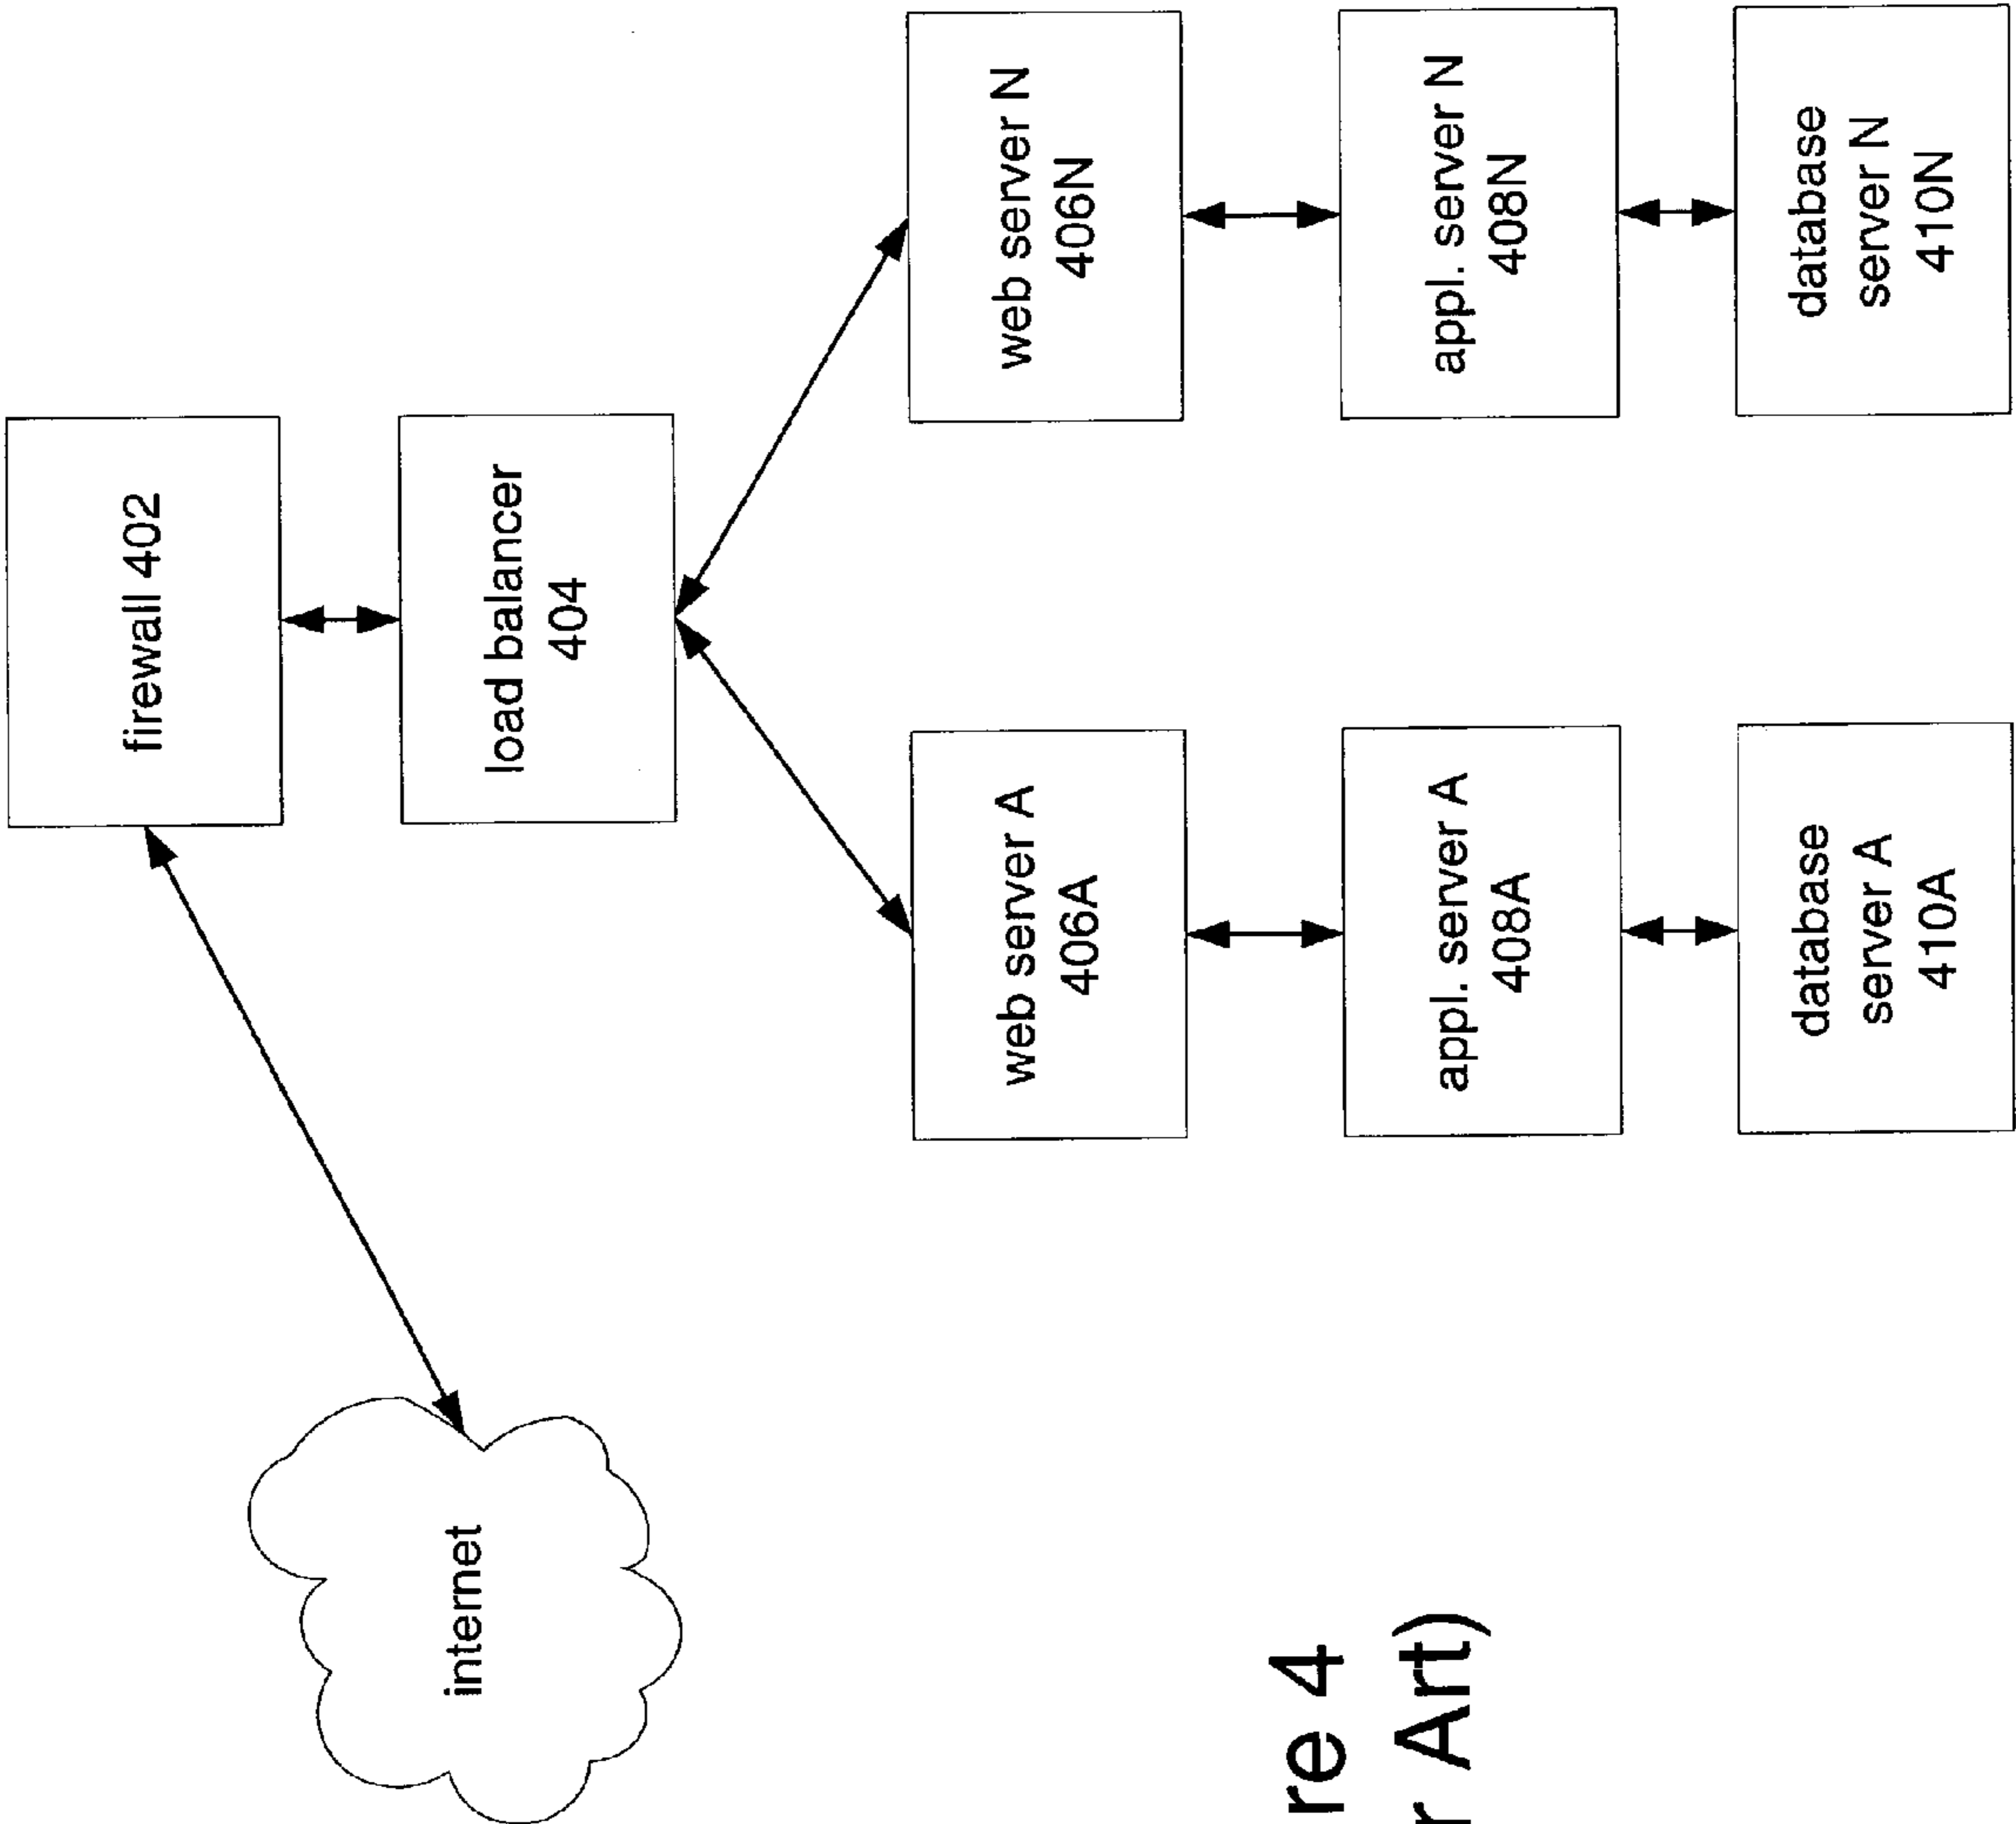 firewall 402
load balancer
404
web server A
406A
web server N
406N
appl. server A
408A
appl. server N
408N
database
server A
410A
database
server N
410N
internet
re 4
r Art)